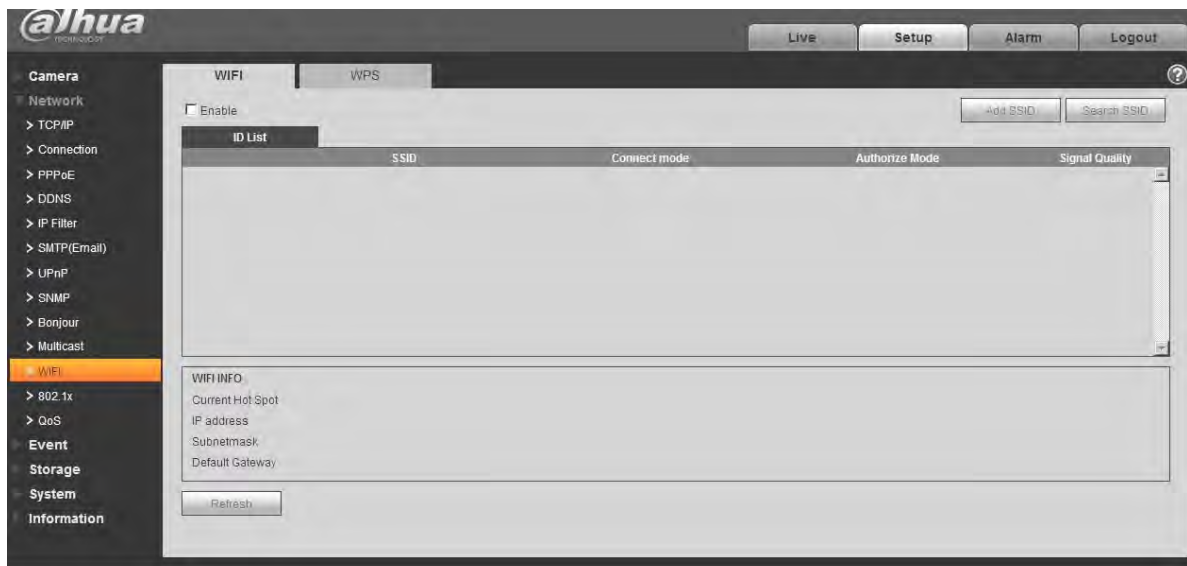 alhua
TECHNOLOGY
Live Setup Alarm Logout
Camera
Network
> TCP/IP
> Connection
> PPPoE
> DDNS
> IP Filter
> SMTP(Email)
> UPnP
> SNMP
> Bonjour
> Multicast
WIFI
> 802.1x
> QoS
Event
Storage
System
Information
WIFI WPS
Enable
Add SSID Search SSID
ID List
SSID Connect mode Authorize Mode Signal Quality
WIFI INFO
Current Hot Spot
IP address
Subnetmask
Default Gateway
Refresh